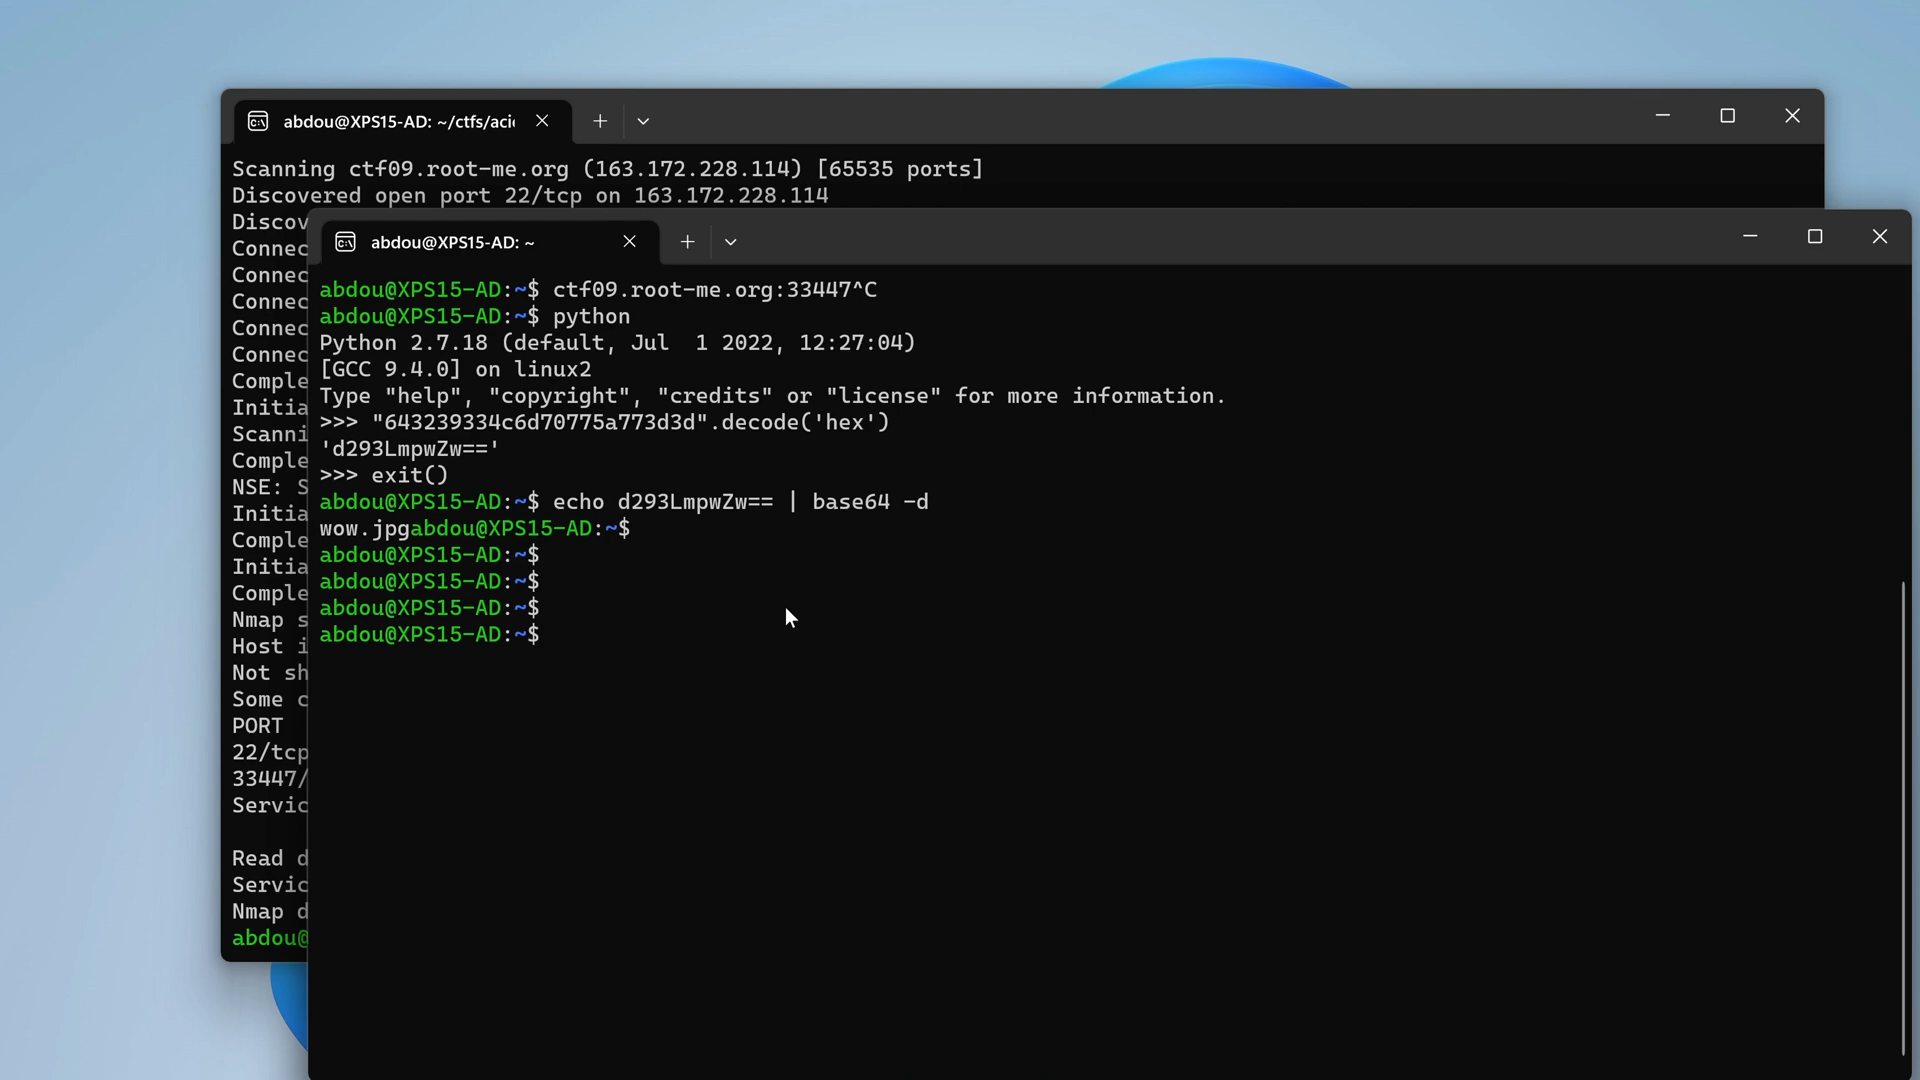 abdou@XPS15-AD: ~/ctfs/aci
Scanning ctf09.root-me.org (163.172.228.114) [65535 ports]
Discovered open port 22/tcp on 163.172.228.114
Discov
Connec
Connec
Connec
Connec
Connec
Comple
Initia
Scanni
Comple
NSE: S
Initia
Comple
Initia
Comple
Nmap s
Host i
Not sh
Some c
PORT
22/tcp
33447/
Servic
Read d
Servic
Nmap d
abdou@
abdou@XPS15-AD: ~
abdou@XPS15-AD:~$ ctf09.root-me.org:33447^C
abdou@XPS15-AD:~$ python
Python 2.7.18 (default, Jul  1 2022, 12:27:04)
[GCC 9.4.0] on linux2
Type "help", "copyright", "credits" or "license" for more information.
>>> "643239334c6d70775a773d3d".decode('hex')
'd293LmpwZw=='
>>> exit()
abdou@XPS15-AD:~$ echo d293LmpwZw== | base64 -d
wow.jpgabdou@XPS15-AD:~$
abdou@XPS15-AD:~$
abdou@XPS15-AD:~$
abdou@XPS15-AD:~$
abdou@XPS15-AD:~$